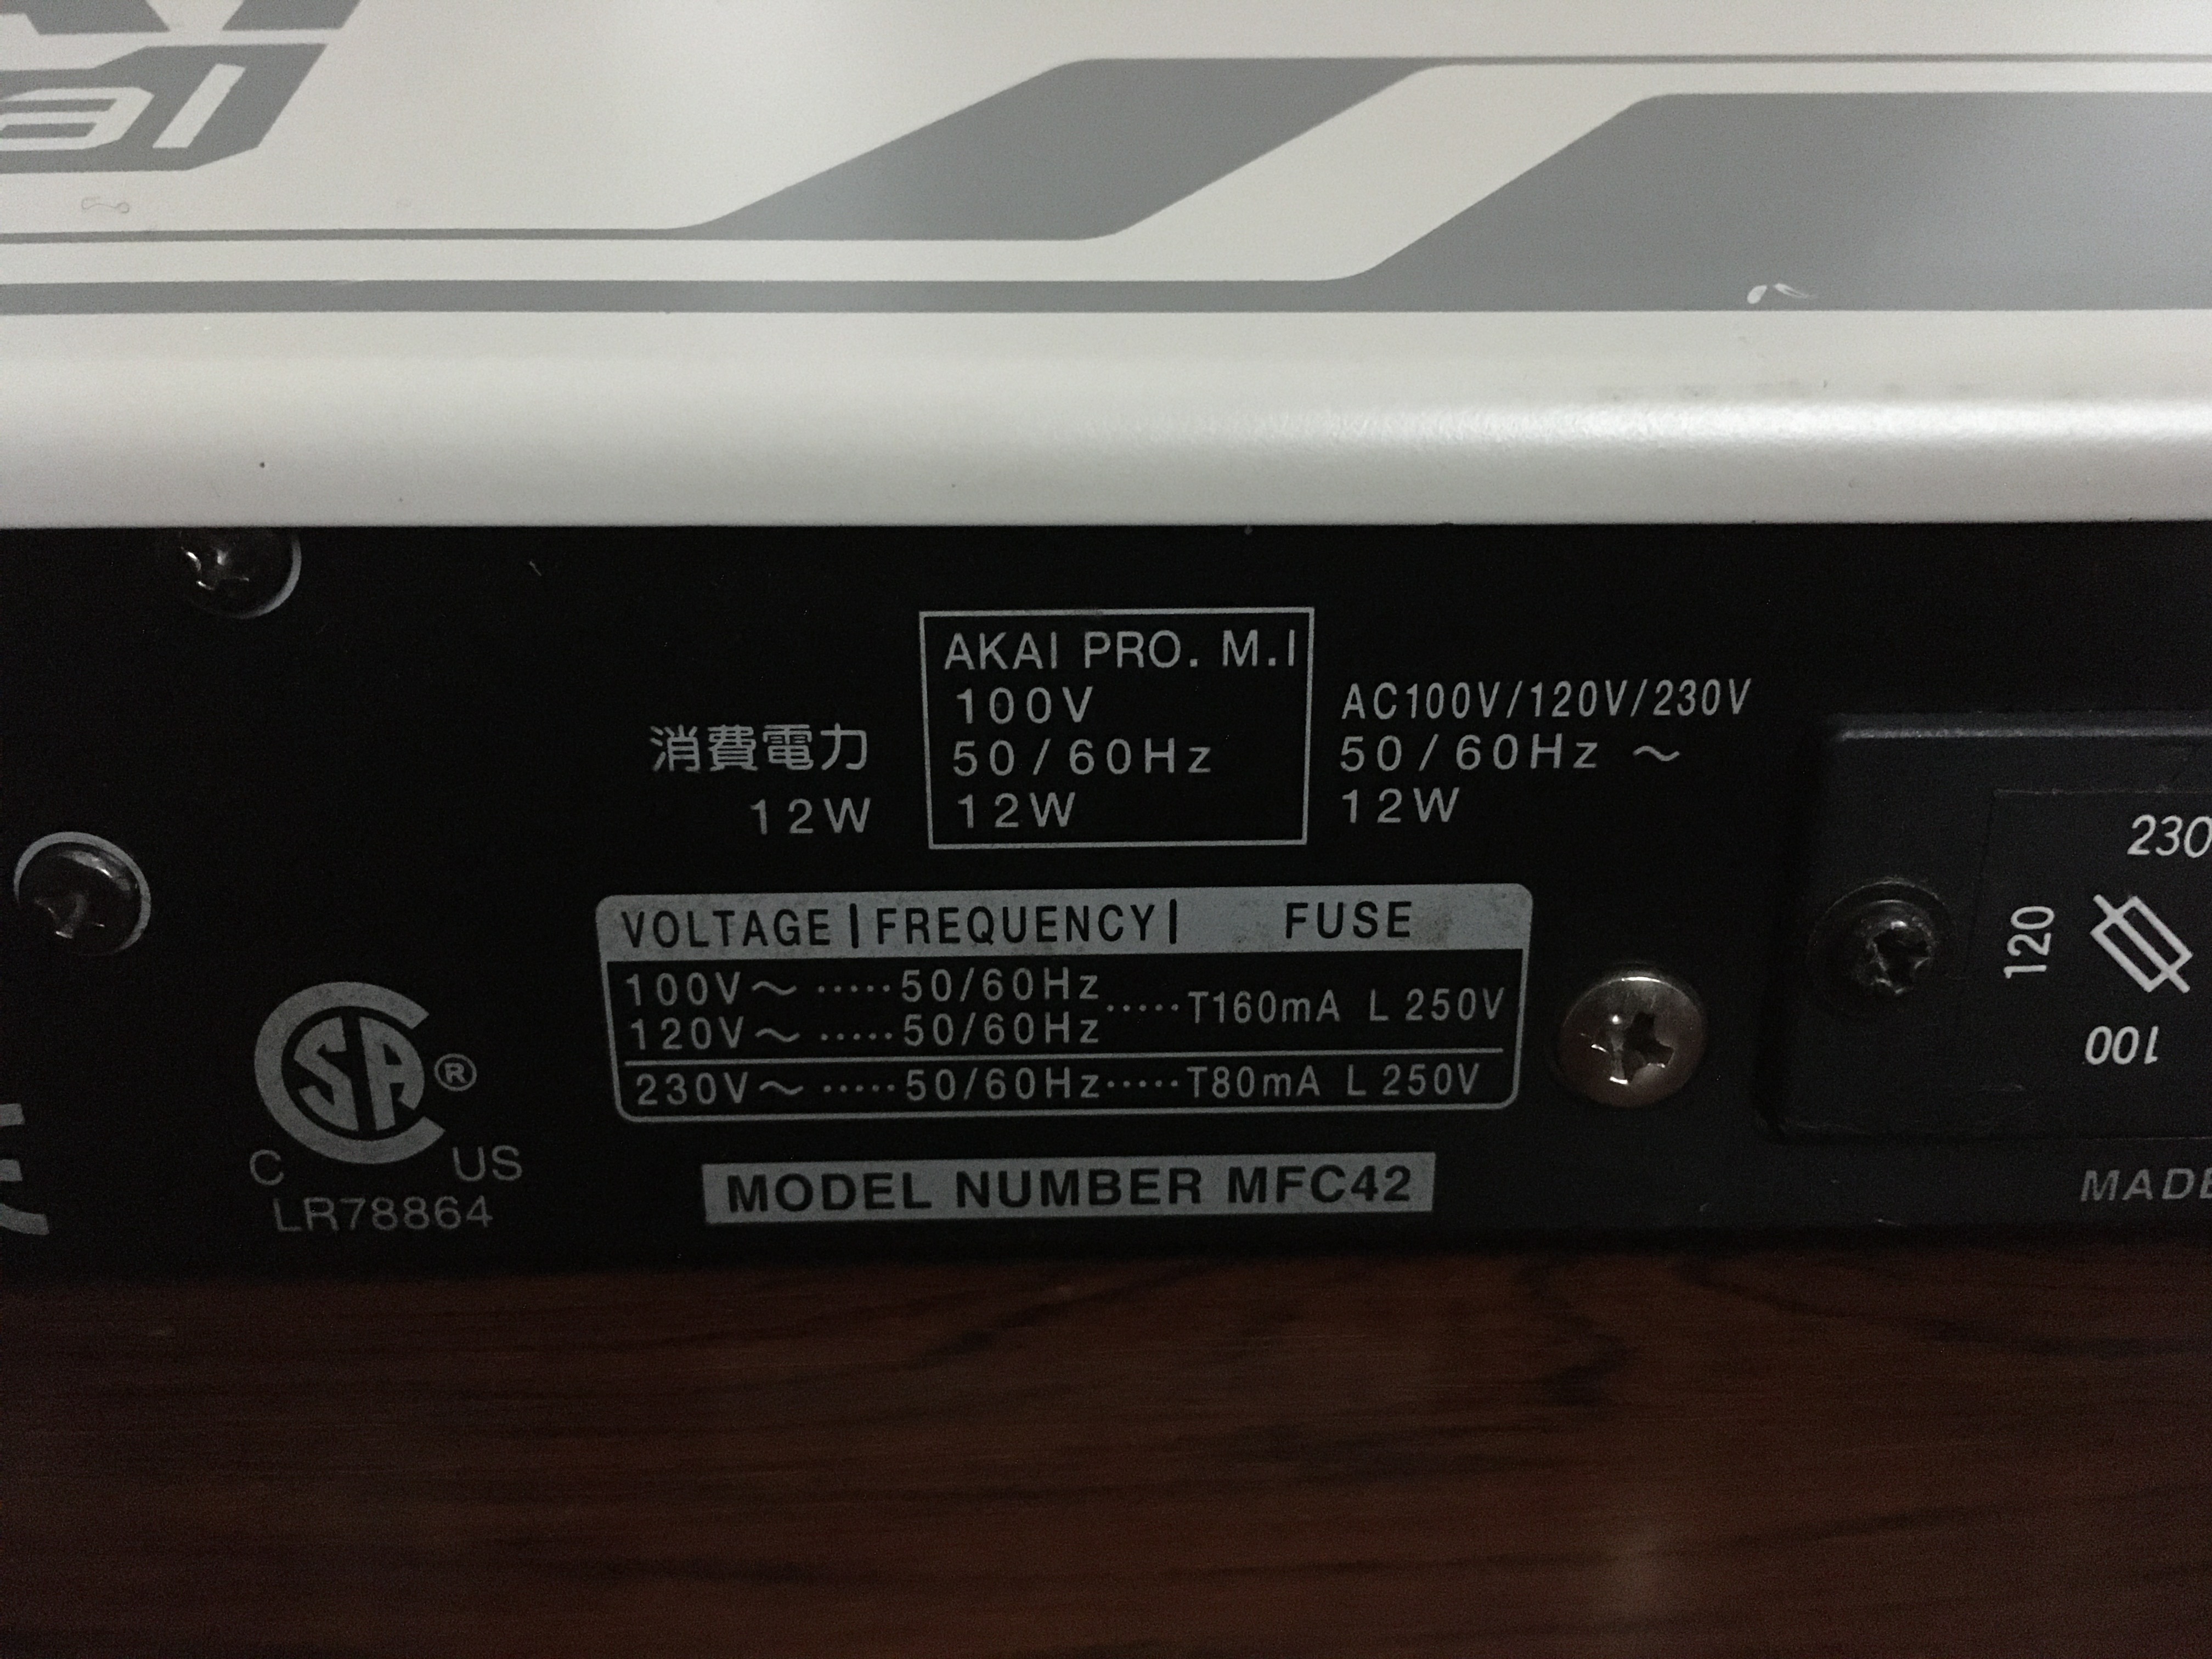 al
AKAI PRO. M.I
100V
50/60Hz
12W
消費電力
12W
AC100V/120V/230V
50/60Hz ～
12W
VOLTAGE | FREQUENCY | FUSE
100V～ ·····50/60Hz
120V～ ·····50/60Hz
·····T160mA L 250V
230V～ ·····50/60Hz·····T80mA L 250V
MODEL NUMBER MFC42
SA ®
C US
LR78864
230
120
100
MADE